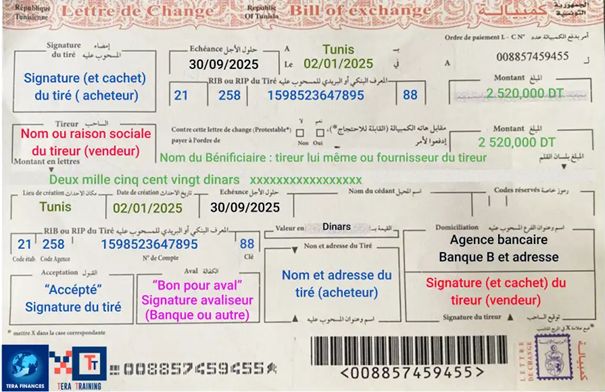 République Tunisienne
Lettre de Change
Republic Of Tunisia
Bill of exchange
كمبيالة
الجمهورية التونسية
Signature du tiré
إمضاء المسحوب عليه
Echéance حلول الأجل
30/09/2025
A Tunis في
Le 02/01/2025
Ordre de paiement L - C N°
أمر بدفع الكمبيالة عدد
008857459455
Signature (et cachet) du tiré ( acheteur)
RIB ou RIP du Tiré المعرف البنكي أو البريدي للمسحوب عليه
21 258 1598523647895 88
Montant المبلغ
2 520,000 DT
Tireur الساحب
Nom ou raison sociale du tireur (vendeur)
Contre cette lettre de change (Protestable*)
Oui نعم
Non لا
مقابل هاته الكمبيالة (القابلة للاحتجاج*)
payer à l'ordre de
إدفعوا لأمر
Montant المبلغ
2 520,000 DT
Nom du Bénificiaire : tireur lui même ou fournisseur du tireur
Montant en lettres
المبلغ بلسان القلم
Deux mille cinq cent vingt dinars xxxxxxxxxxxxxxxxx
Lieu de création مكان الاحداث
Date de création تاريخ الاحداث
Echéance حلول الأجل
Nom du cédant اسم المحيل
Codes réservés رموز خاصة
Tunis 02/01/2025 30/09/2025
RIB ou RIP du Tiré المعرف البنكي أو البريدي للمسحوب عليه
21 258 1598523647895 88
Code étab Code Agence N° de Compte Clé
Valeur en Dinars القيمة بـ
Nom et adresse du Tiré
Nom et adresse du tiré (acheteur)
اسم وعنوان المسحوب عليه
Domiciliation اسم وعنوان الفرع المسحوب عليه
Agence bancaire
Banque B et adresse
Acceptation القبول
"Accépté"
Signature du tiré
Aval الكفالة
"Bon pour aval"
Signature avaliseur
(Banque ou autre)
Signature (et cachet) du tireur (vendeur)
Signature du tireur توقيع الساحب
* mettre X dans la case correspondante
TERA FINANCES
TERA TRAINING
008857459455
<008857459455>
LETTRE DE CHANGE
كمبيالة